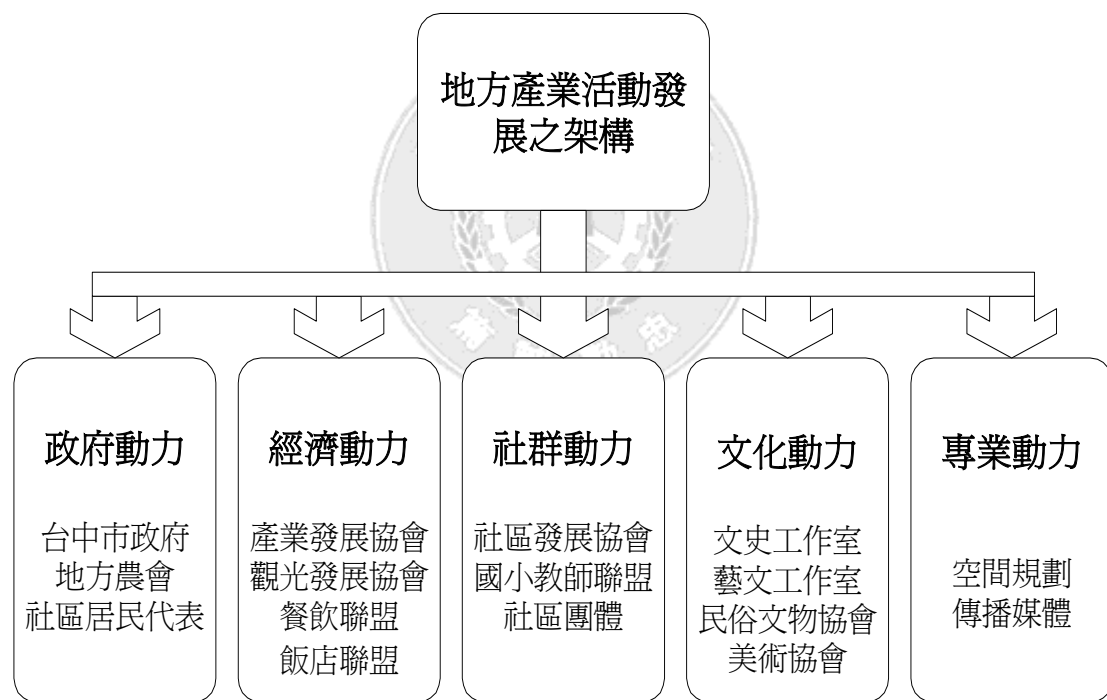 地方產業活動發
展之架構
政府動力
台中市政府
地方農會
社區居民代表
經濟動力
產業發展協會
觀光發展協會
餐飲聯盟
飯店聯盟
社群動力
社區發展協會
國小教師聯盟
社區團體
文化動力
文史工作室
藝文工作室
民俗文物協會
美術協會
專業動力
空間規劃
傳播媒體